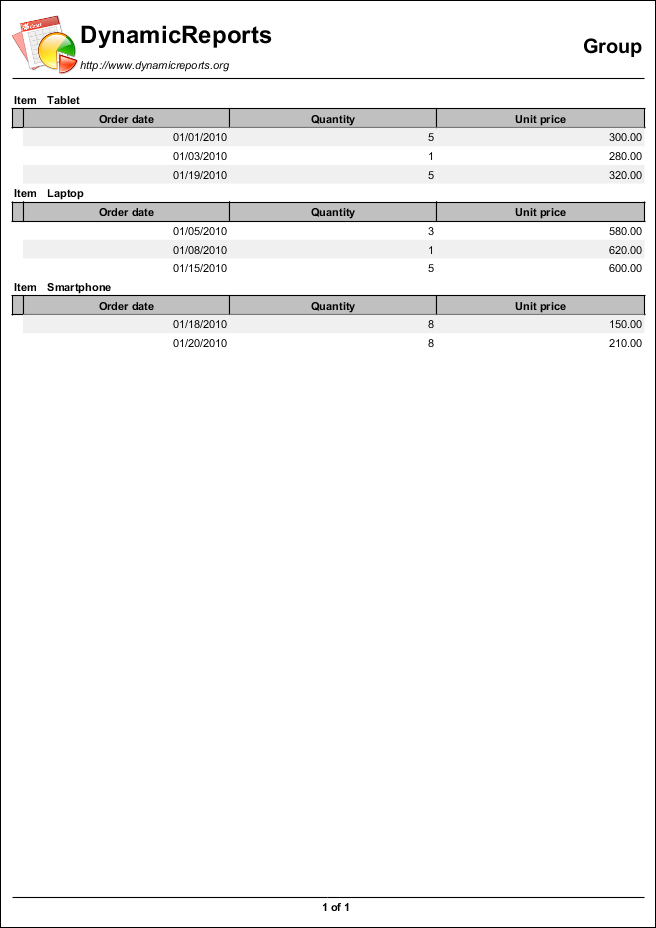 DynamicReports
Group
http://www.dynamicreports.org
Item Tablet
Order date Quantity Unit price
01/01/2010 5 300.00
01/03/2010 1 280.00
01/19/2010 5 320.00
Item Laptop
Order date Quantity Unit price
01/05/2010 3 580.00
01/08/2010 1 620.00
01/15/2010 5 600.00
Item Smartphone
Order date Quantity Unit price
01/18/2010 8 150.00
01/20/2010 8 210.00
1 of 1